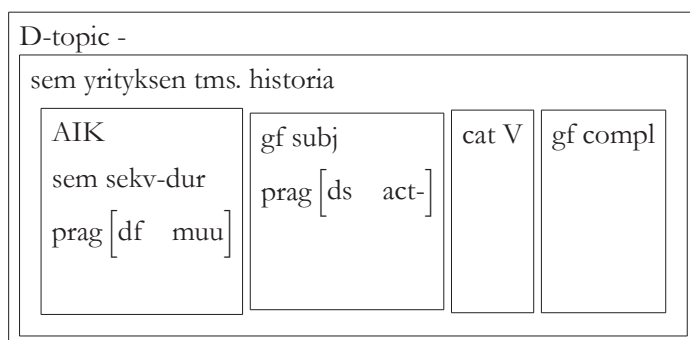 D-topic -
sem yrityksen tms. historia
AIK
sem sekv-dur
prag [df muu]
gf subj
prag [ds act-]
cat V
gf compl